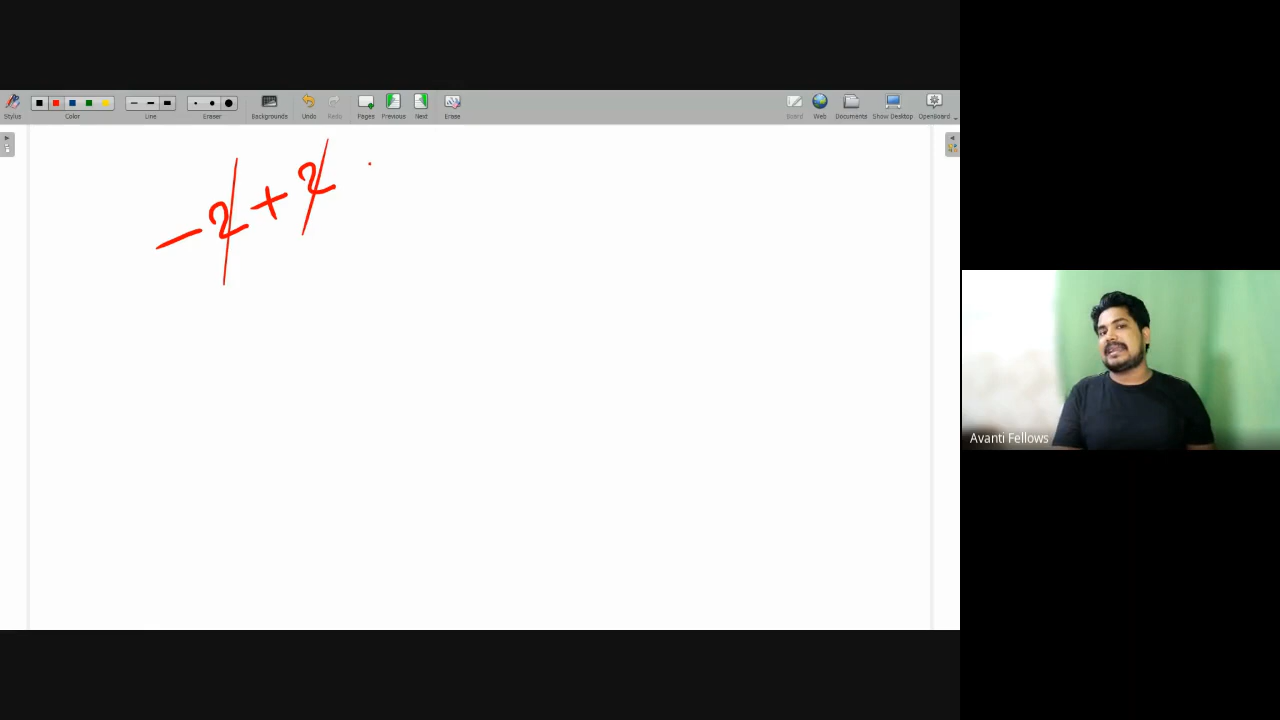 Stylus Color Line Eraser Backgrounds Undo Redo Pages Previous Next Erase Board Web Documents Show Desktop OpenBoard
-2+2
Avanti Fellows